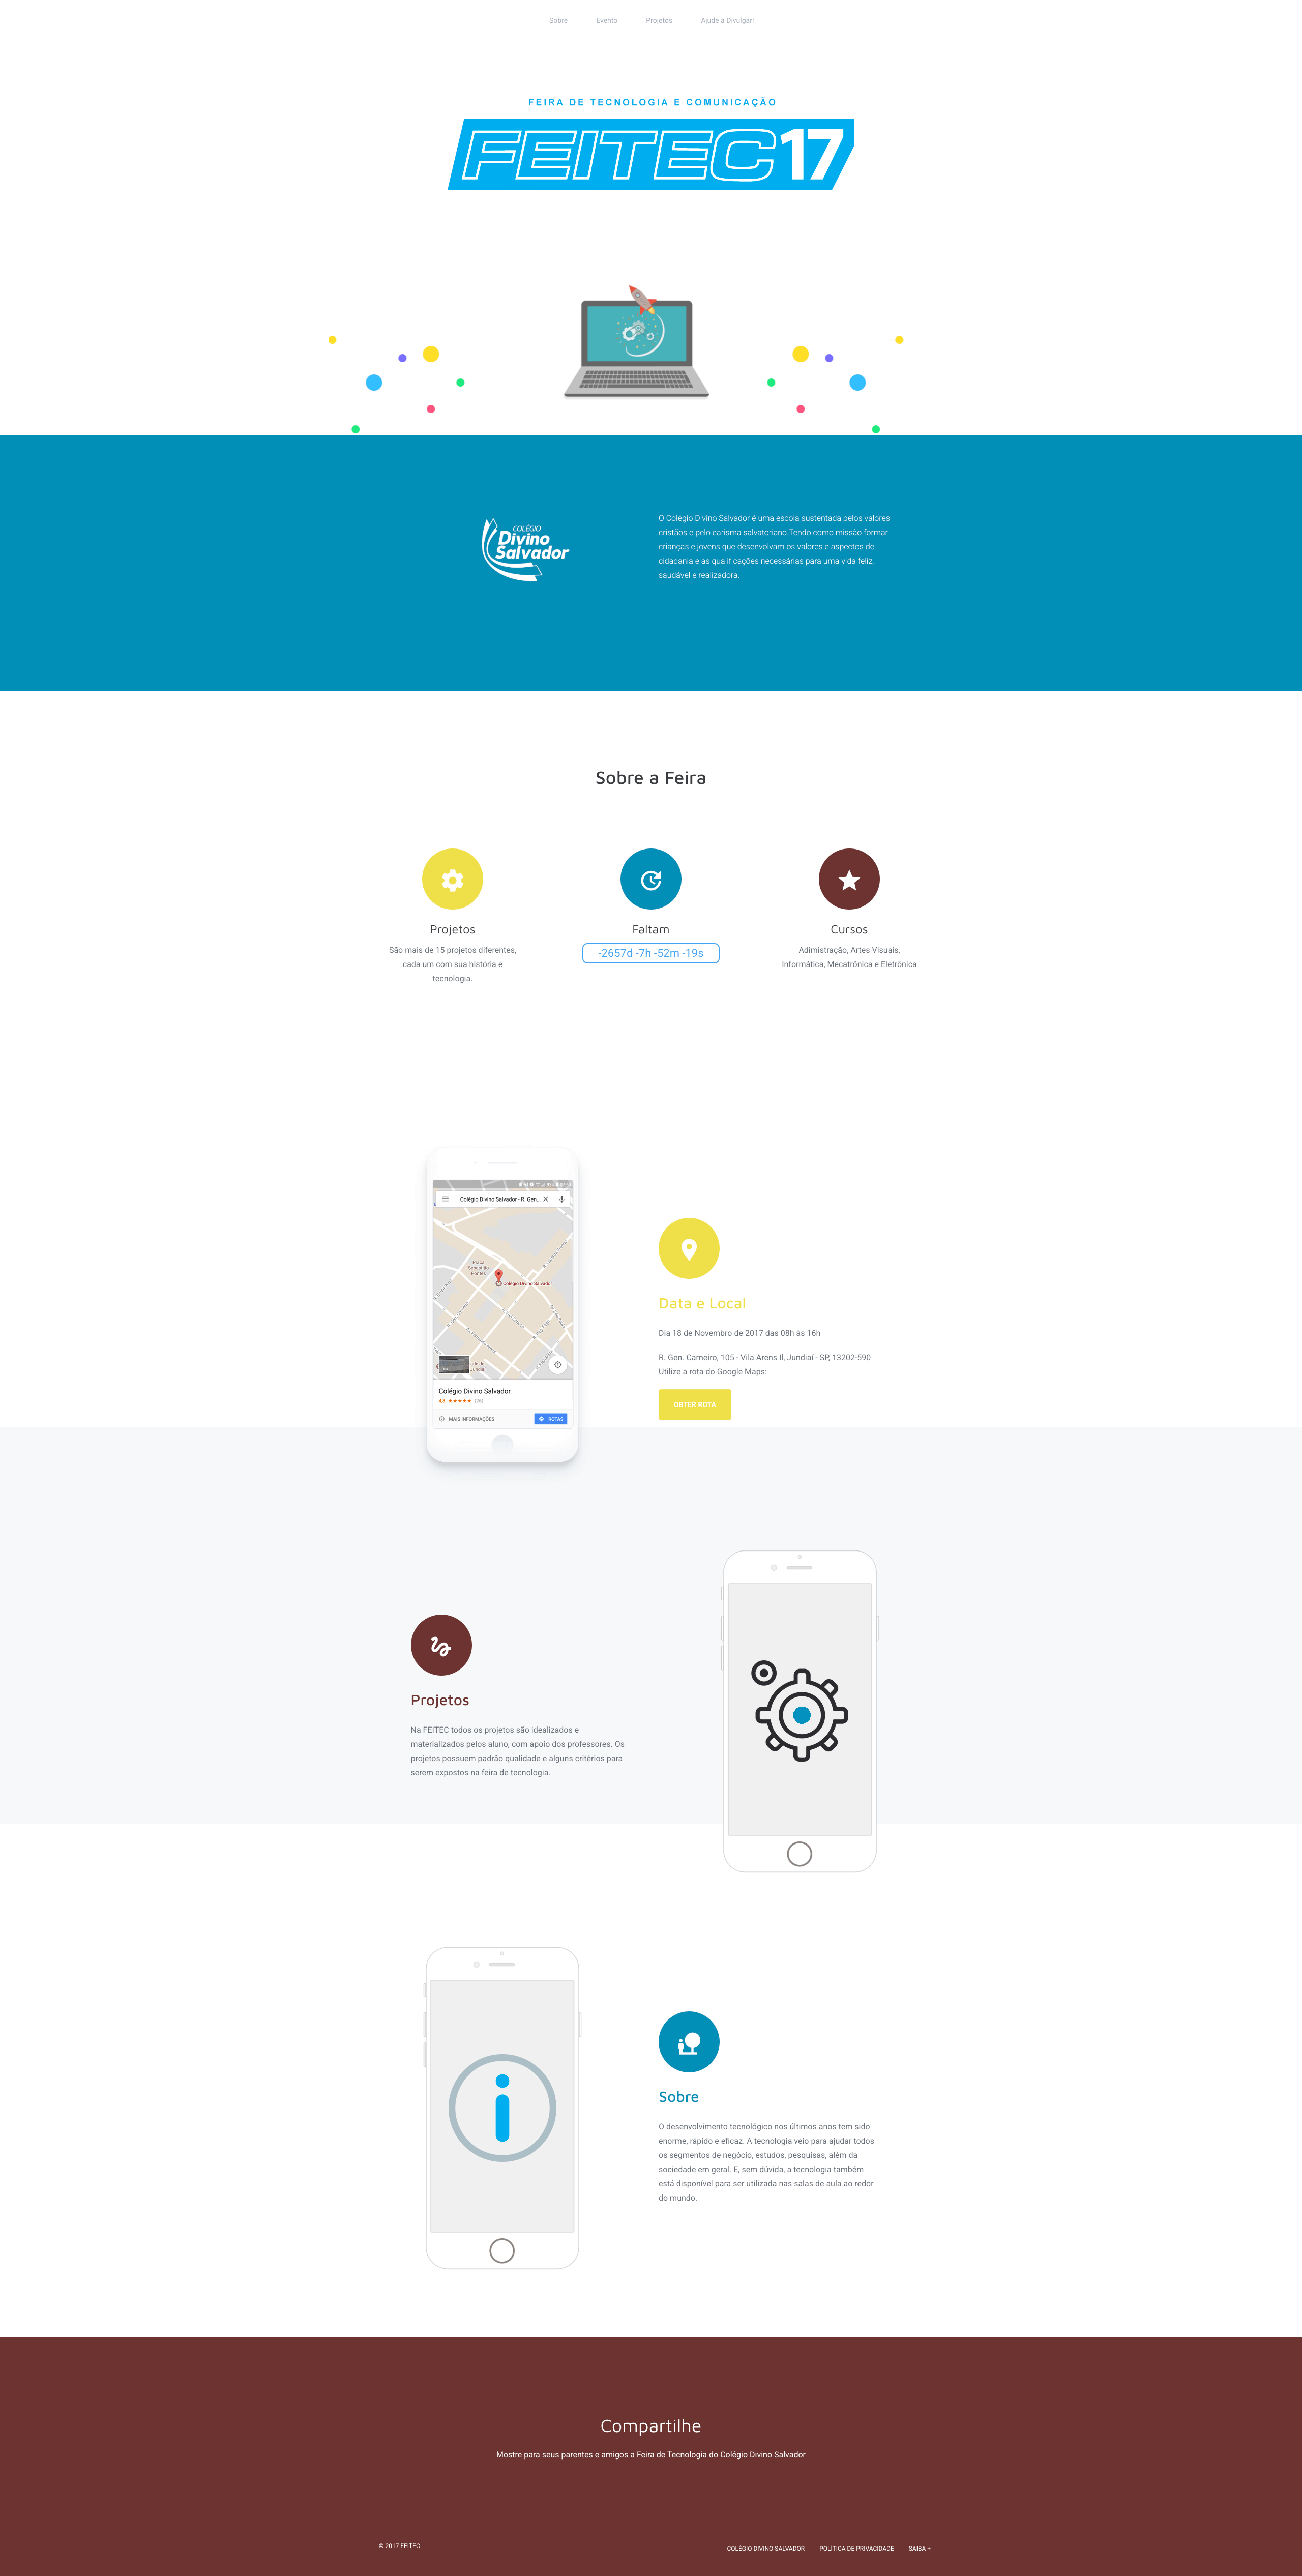 Sobre Evento Projetos Ajude a Divulgar!
FEIRA DE TECNOLOGIA E COMUNICAÇÃO
FEITEC17
COLÉGIO
Divino
Salvador
O Colégio Divino Salvador é uma escola sustentada pelos valores
cristãos e pelo carisma salvatoriano.Tendo como missão formar
crianças e jovens que desenvolvam os valores e aspectos de
cidadania e as qualificações necessárias para uma vida feliz,
saudável e realizadora.
Sobre a Feira
Projetos
São mais de 15 projetos diferentes,
cada um com sua história e
tecnologia.
Faltam
-2657d -7h -52m -19s
Cursos
Adimistração, Artes Visuais,
Informática, Mecatrônica e Eletrônica
Colégio Divino Salvador - R. Gen...
Praça
Sebastião
Pontes
Colégio Divino Salvador
Colégio Divino Salvador
4,8 ★★★★★ (26)
MAIS INFORMAÇÕES ROTAS
Data e Local
Dia 18 de Novembro de 2017 das 08h às 16h
R. Gen. Carneiro, 105 - Vila Arens II, Jundiaí - SP, 13202-590
Utilize a rota do Google Maps:
OBTER ROTA
Projetos
Na FEITEC todos os projetos são idealizados e
materializados pelos aluno, com apoio dos professores. Os
projetos possuem padrão qualidade e alguns critérios para
serem expostos na feira de tecnologia.
Sobre
O desenvolvimento tecnológico nos últimos anos tem sido
enorme, rápido e eficaz. A tecnologia veio para ajudar todos
os segmentos de negócio, estudos, pesquisas, além da
sociedade em geral. E, sem dúvida, a tecnologia também
está disponível para ser utilizada nas salas de aula ao redor
do mundo.
Compartilhe
Mostre para seus parentes e amigos a Feira de Tecnologia do Colégio Divino Salvador
© 2017 FEITEC
COLÉGIO DIVINO SALVADOR POLÍTICA DE PRIVACIDADE SAIBA +